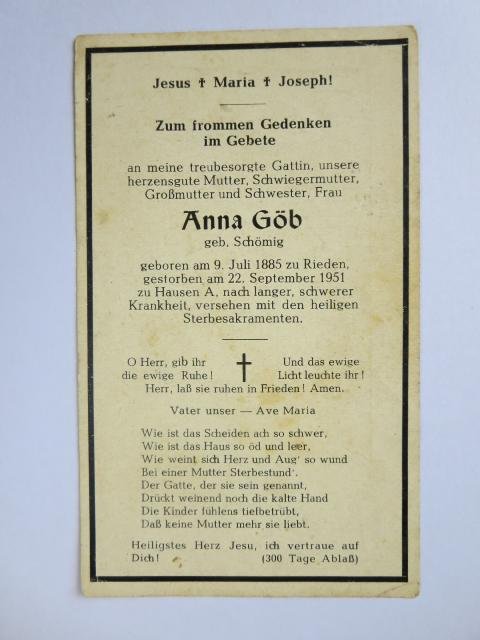 Jesus ✝ Maria ✝ Joseph!
Zum frommen Gedenken
im Gebete
an meine treubesorgte Gattin, unsere
herzensgute Mutter, Schwiegermutter,
Großmutter und Schwester, Frau
Anna Göb
geb. Schömig
geboren am 9. Juli 1885 zu Rieden,
gestorben am 22. September 1951
zu Hausen A, nach langer, schwerer
Krankheit, versehen mit den heiligen
Sterbesakramenten.
O Herr, gib ihr
die ewige Ruhe!
Und das ewige
Licht leuchte ihr!
Herr, laß sie ruhen in Frieden! Amen.
Vater unser — Ave Maria
Wie ist das Scheiden ach so schwer,
Wie ist das Haus so öd und leer,
Wie weint sich Herz und Aug' so wund
Bei einer Mutter Sterbestund'.
Der Gatte, der sie sein genannt,
Drückt weinend noch die kalte Hand
Die Kinder fühlens tiefbetrübt,
Daß keine Mutter mehr sie liebt.
Heiligstes Herz Jesu, ich vertraue auf
Dich! (300 Tage Ablaß)